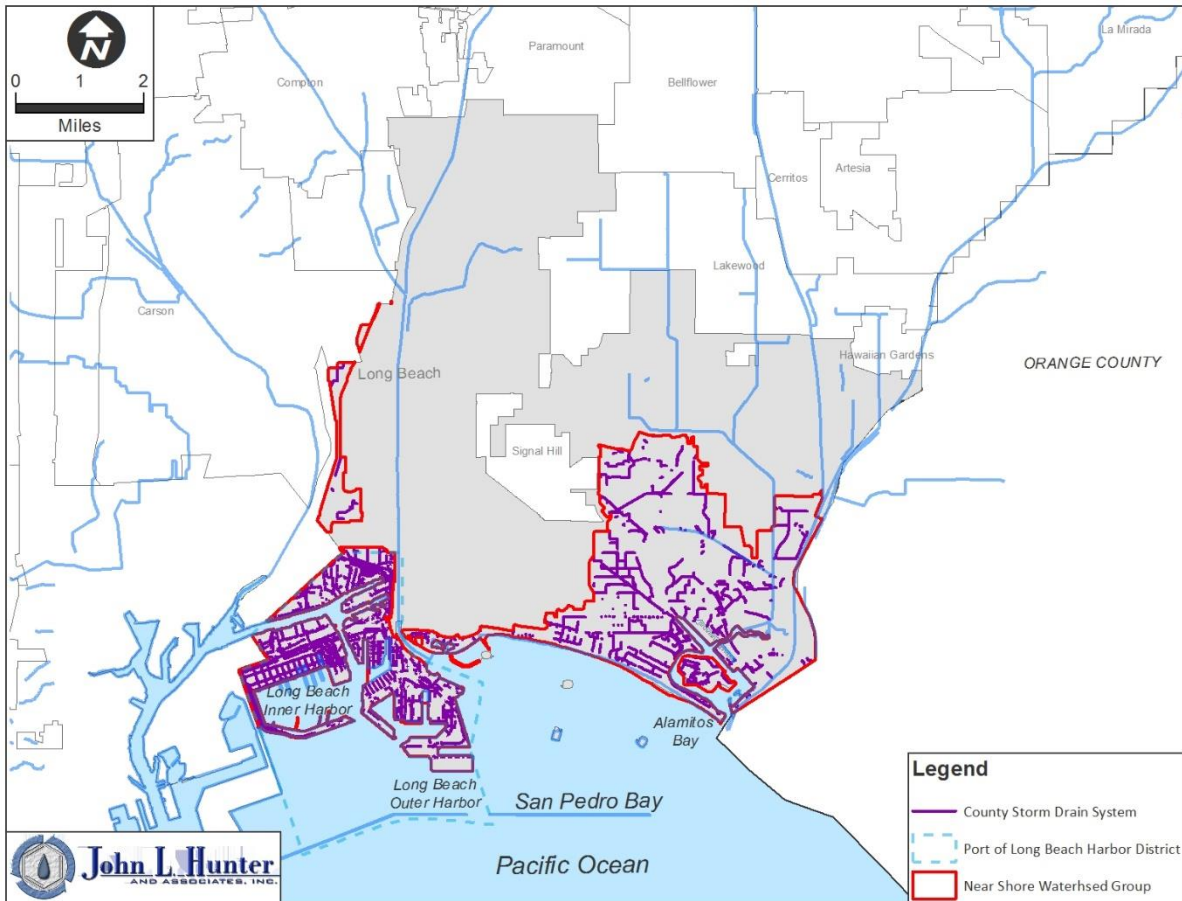 N
0 1 2
Miles
Paramount
La Mirada
Compton
Bellflower
Cerritos
Artesia
Lakewood
Carson
Hawaiian Gardens
ORANGE COUNTY
Long Beach
Signal Hill
Long Beach
Inner Harbor
Alamitos
Bay
Long Beach
Outer Harbor
San Pedro Bay
Pacific Ocean
Legend
County Storm Drain System
Port of Long Beach Harbor District
Near Shore Waterhsed Group
John L. Hunter
AND ASSOCIATES, INC.